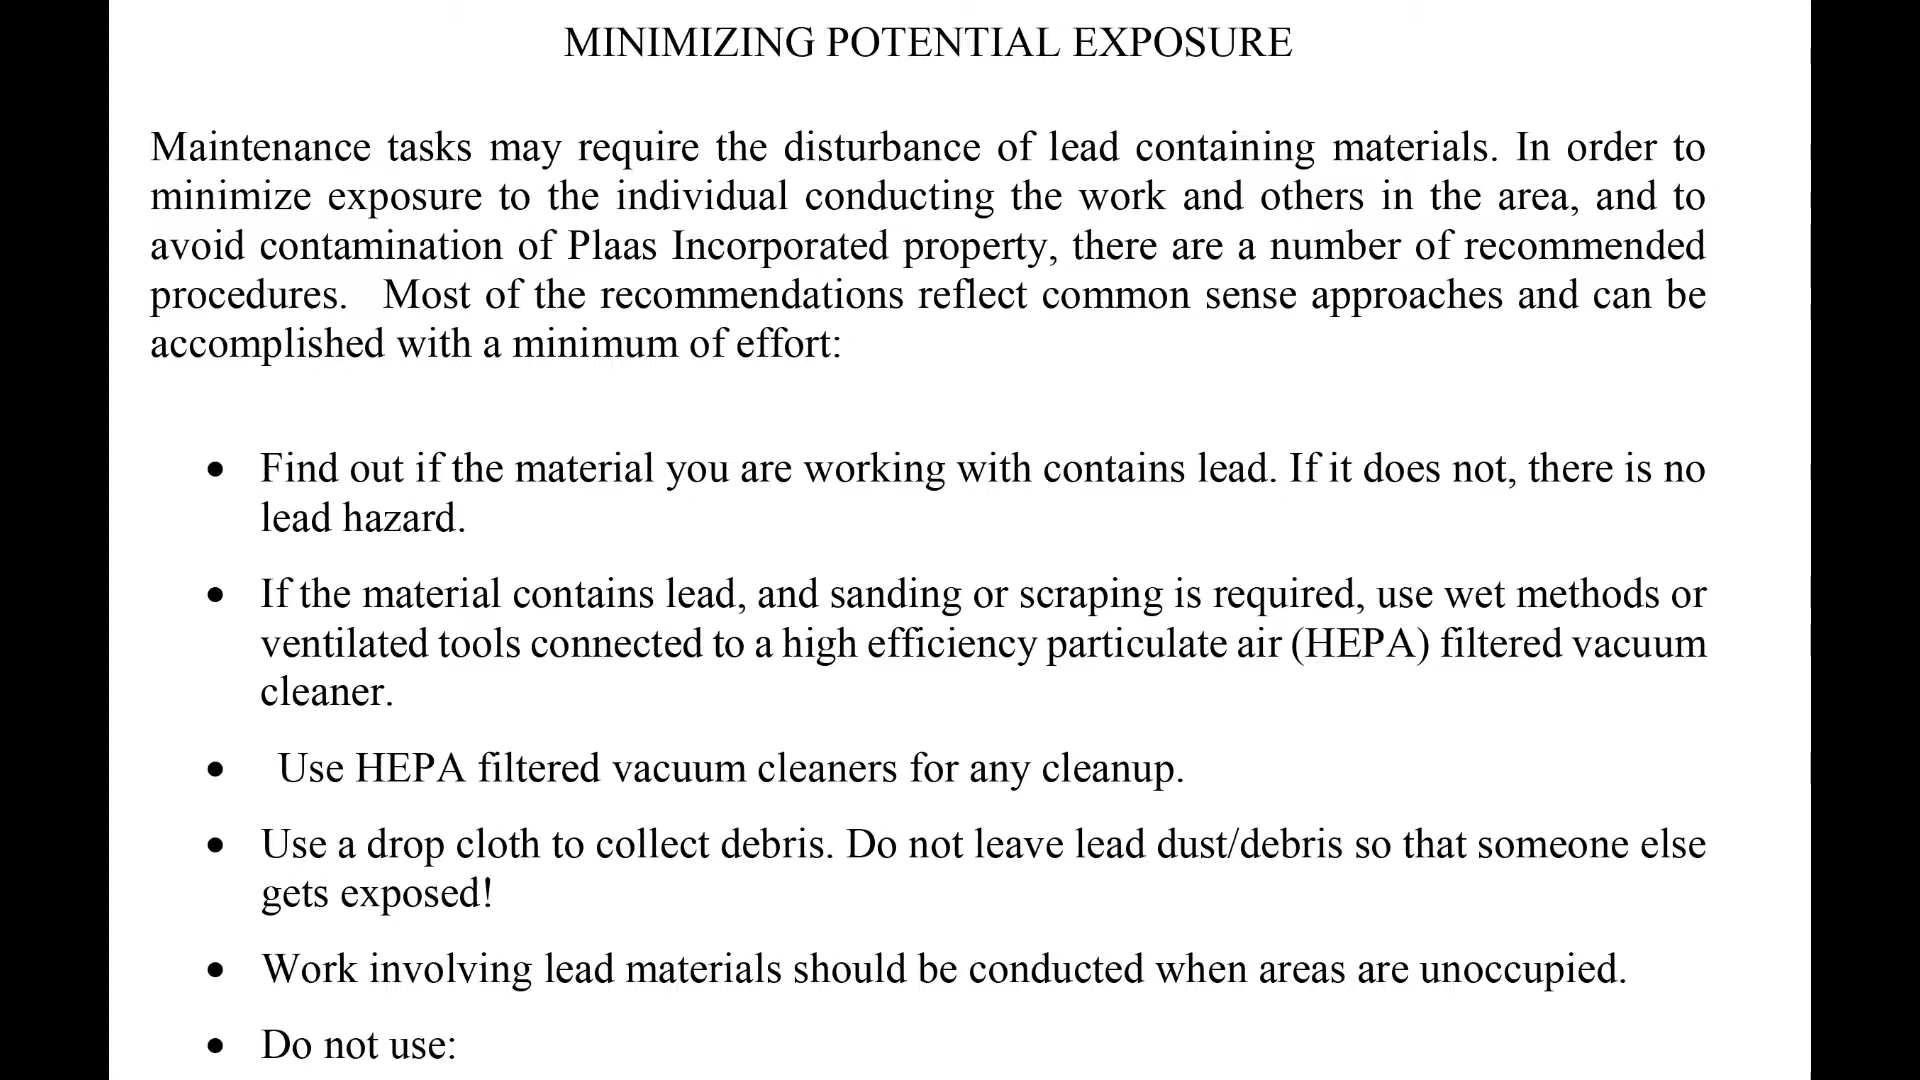 MINIMIZING POTENTIAL EXPOSURE
Maintenance tasks may require the disturbance of lead containing materials. In order to
minimize exposure to the individual conducting the work and others in the area, and to
avoid contamination of Plaas Incorporated property, there are a number of recommended
procedures. Most of the recommendations reflect common sense approaches and can be
accomplished with a minimum of effort:
• Find out if the material you are working with contains lead. If it does not, there is no
lead hazard.
• If the material contains lead, and sanding or scraping is required, use wet methods or
ventilated tools connected to a high efficiency particulate air (HEPA) filtered vacuum
cleaner.
• Use HEPA filtered vacuum cleaners for any cleanup.
• Use a drop cloth to collect debris. Do not leave lead dust/debris so that someone else
gets exposed!
• Work involving lead materials should be conducted when areas are unoccupied.
• Do not use: